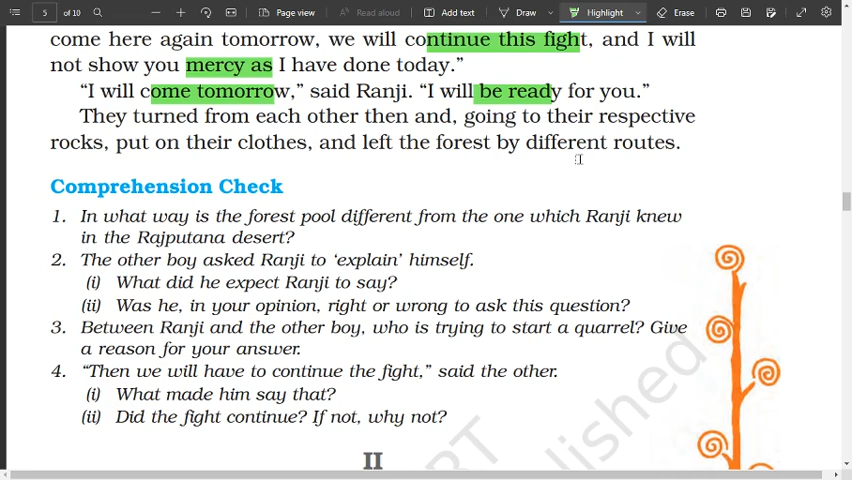 5 of 10 Page view Read aloud Add text Draw Highlight Erase
come here again tomorrow, we will continue this fight, and I will
not show you mercy as I have done today.”
“I will come tomorrow,” said Ranji. “I will be ready for you.”
They turned from each other then and, going to their respective
rocks, put on their clothes, and left the forest by different routes.
Comprehension Check
1. In what way is the forest pool different from the one which Ranji knew
in the Rajputana desert?
2. The other boy asked Ranji to ‘explain’ himself.
(i) What did he expect Ranji to say?
(ii) Was he, in your opinion, right or wrong to ask this question?
3. Between Ranji and the other boy, who is trying to start a quarrel? Give
a reason for your answer.
4. “Then we will have to continue the fight,” said the other.
(i) What made him say that?
(ii) Did the fight continue? If not, why not?
II